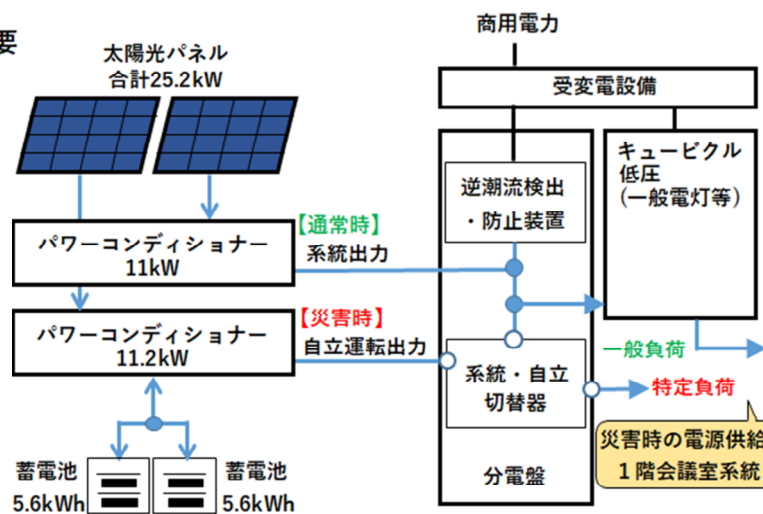 要
太陽光パネル
合計25.2kW
商用電力
受変電設備
キュービクル
低圧
(一般電灯等)
逆潮流検出
・防止装置
【通常時】
系統出力
パワーコンディショナー
11kW
【災害時】
自立運転出力
パワーコンディショナー
11.2kW
系統・自立
切替器
一般負荷
特定負荷
災害時の電源供給
1階会議室系統
分電盤
蓄電池
5.6kWh
蓄電池
5.6kWh